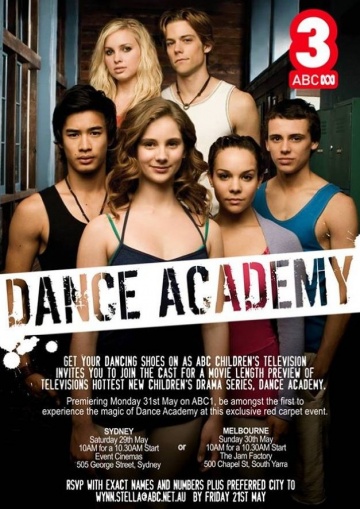 3
ABC
DANCE ACADEMY
GET YOUR DANCING SHOES ON AS ABC CHILDREN'S TELEVISION
INVITES YOU TO JOIN THE CAST FOR A MOVIE LENGTH PREVIEW OF
TELEVISIONS HOTTEST NEW CHILDREN'S DRAMA SERIES, DANCE ACADEMY.
Premiering Monday 31st May on ABC1, be amongst the first to
experience the magic of Dance Academy at this exclusive red carpet event.
SYDNEY
Saturday 29th May
10AM for a 10.30AM Start
Event Cinemas
505 George Street, Sydney
or
MELBOURNE
Sunday 30th May
10AM for a 10.30AM Start
The Jam Factory
500 Chapel St, South Yarra
RSVP WITH EXACT NAMES AND NUMBERS PLUS PREFERRED CITY TO
WYNN.STELLA@ABC.NET.AU BY FRIDAY 21ST MAY